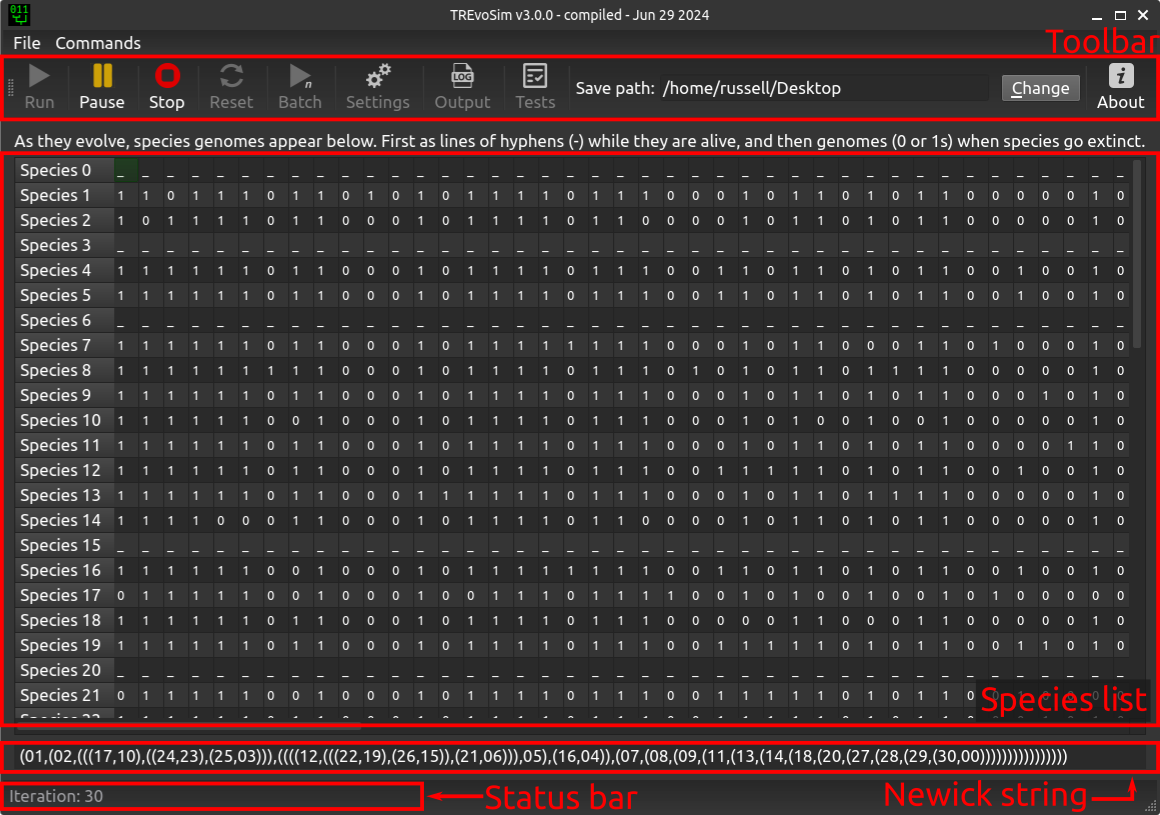 TREvoSim v3.0.0 - compiled - Jun 29 2024
File Commands
Toolbar
Run Pause Stop Reset Batch Settings Output Tests Save path: /home/russell/Desktop Change About
As they evolve, species genomes appear below. First as lines of hyphens (-) while they are alive, and then genomes (0 or 1s) when species go extinct.
Species 0 _ _ _ _ _ _ _ _ _ _ _ _ _ _ _ _ _ _ _ _ _ _ _ _ _ _ _ _ _ _ _ _ _ _ _ _ _ _ _ _ _
Species 1 1 1 0 1 1 1 0 1 1 0 1 0 1 0 1 1 1 1 0 1 1 1 0 0 0 1 0 1 1 0 1 0 1 1 0 0 0 0 0 1 0
Species 2 1 0 1 1 1 1 0 1 1 0 0 0 1 0 1 1 1 1 0 1 1 0 0 0 0 1 0 1 1 0 1 0 1 1 0 0 0 0 0 1 0
Species 3 _ _ _ _ _ _ _ _ _ _ _ _ _ _ _ _ _ _ _ _ _ _ _ _ _ _ _ _ _ _ _ _ _ _ _ _ _ _ _ _ _
Species 4 1 1 1 1 1 1 0 1 1 0 0 0 1 0 1 1 1 1 0 1 1 1 0 0 1 1 0 1 1 0 1 0 1 1 0 0 1 0 0 1 0
Species 5 1 1 1 1 1 1 0 1 1 0 0 0 1 0 1 1 1 1 0 1 1 1 0 0 1 1 0 1 1 0 1 0 1 1 0 0 1 0 0 1 0
Species 6 _ _ _ _ _ _ _ _ _ _ _ _ _ _ _ _ _ _ _ _ _ _ _ _ _ _ _ _ _ _ _ _ _ _ _ _ _ _ _ _ _
Species 7 1 1 1 1 1 1 0 1 1 0 0 0 1 0 1 1 1 1 1 1 1 1 0 0 0 1 0 1 1 0 0 0 1 1 0 1 0 0 0 1 0
Species 8 1 1 1 1 1 1 1 1 1 0 0 0 1 0 1 1 1 1 0 1 1 1 0 1 0 1 0 1 1 0 1 1 1 1 0 0 0 0 0 1 0
Species 9 1 1 1 1 1 1 0 1 1 0 0 0 1 0 1 1 1 1 0 1 1 1 0 0 0 1 0 1 1 0 1 0 1 1 0 0 0 1 0 1 0
Species 10 1 1 1 1 1 1 0 0 1 0 0 0 1 0 1 1 1 1 0 1 1 1 0 0 0 1 0 1 0 0 1 0 0 1 0 0 0 0 0 1 0
Species 11 1 1 1 1 1 1 0 1 1 0 0 0 1 0 1 1 1 1 0 1 1 1 0 0 0 1 0 1 1 0 1 0 1 1 0 0 0 0 1 1 0
Species 12 1 1 1 1 1 1 0 1 1 0 0 0 1 0 1 1 1 1 0 1 1 1 0 0 1 1 1 1 1 0 1 0 1 1 0 0 1 0 0 1 0
Species 13 1 1 1 1 1 1 0 1 1 0 0 0 1 1 1 1 1 1 0 1 1 1 0 0 0 1 0 1 1 0 1 1 1 1 0 0 0 0 0 1 0
Species 14 1 1 1 1 0 0 0 1 1 0 0 0 1 0 1 1 1 1 0 1 1 0 0 0 0 1 0 1 1 0 1 0 1 1 0 0 0 0 0 1 0
Species 15 _ _ _ _ _ _ _ _ _ _ _ _ _ _ _ _ _ _ _ _ _ _ _ _ _ _ _ _ _ _ _ _ _ _ _ _ _ _ _ _ _
Species 16 1 1 1 1 1 1 0 0 1 0 0 0 1 0 1 1 1 1 1 1 1 1 0 0 1 1 0 1 1 0 1 0 1 1 0 0 1 0 0 1 0
Species 17 0 1 1 1 1 1 0 0 1 0 0 0 1 0 0 1 1 1 0 1 1 1 1 0 0 1 0 1 0 0 1 0 0 1 0 1 0 0 0 0 0
Species 18 1 1 1 1 1 1 0 1 1 0 0 0 1 0 1 1 1 1 0 1 1 1 0 0 0 0 0 1 1 0 0 0 1 1 0 0 0 0 0 1 0
Species 19 1 1 1 1 1 1 0 1 1 0 0 0 1 0 1 1 1 1 0 1 1 1 0 0 1 1 1 1 1 0 1 0 1 1 0 0 1 1 0 1 0
Species 20 _ _ _ _ _ _ _ _ _ _ _ _ _ _ _ _ _ _ _ _ _ _ _ _ _ _ _ _ _ _ _ _ _ _ _ _ _ _ _ _ _
Species 21 0 1 1 1 1 1 0 0 1 0 0 0 1 0 1 1 1 1 0 1 1 1 0 0 1 1 1 1 1 0 1 0 1 1 0
Species list
(01,(02,(((17,10),((24,23),(25,03))),((((12,(((22,19),(26,15)),(21,06))),05),(16,04)),(07,(08,(09,(11,(13,(14,(18,(20,(27,(28,(29,(30,00))))))))))))))))
Iteration: 30
Status bar
Newick string